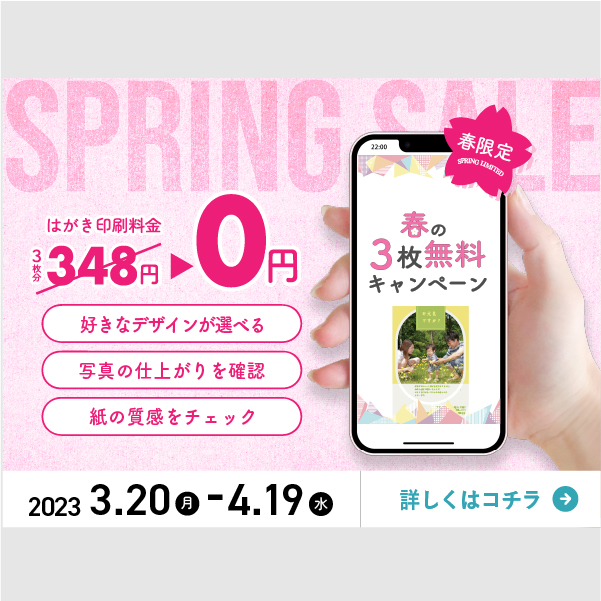 SPRING SALE
春限定
SPRING LIMITED
22:00
はがき印刷料金
3枚分
348円▶0円
春の
3枚無料
キャンペーン
好きなデザインが選べる
写真の仕上がりを確認
紙の質感をチェック
2023 3.20月-4.19水
詳しくはコチラ